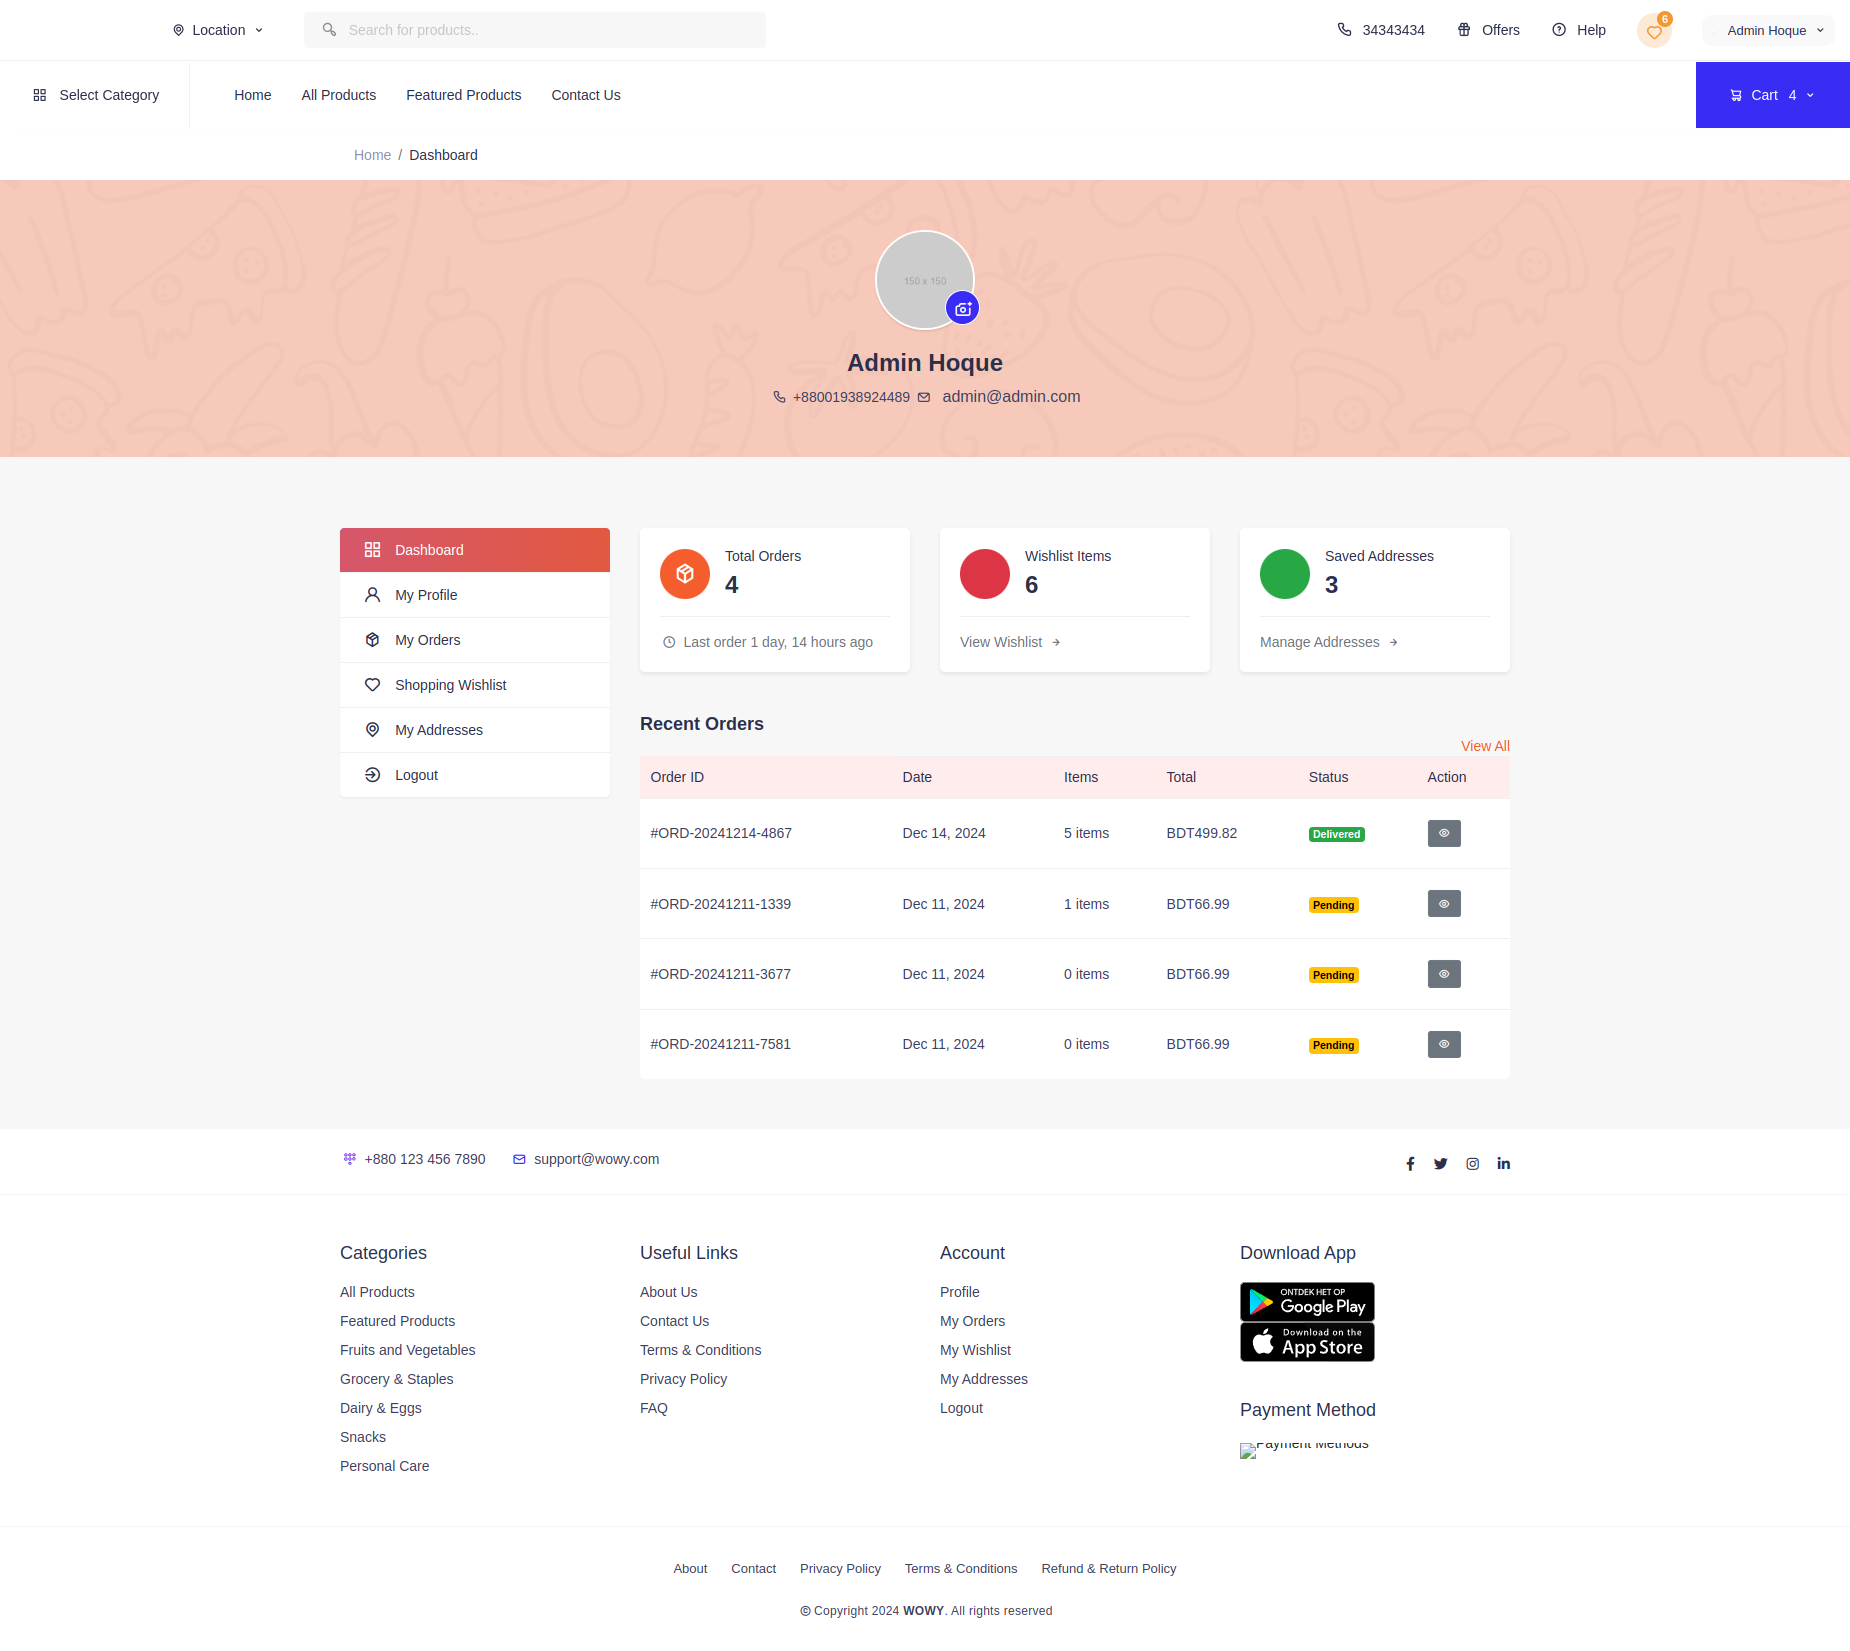 Location
Search for products..
34343434
Offers
Help
6
Admin Hoque
Select Category
Home
All Products
Featured Products
Contact Us
Cart 4
Home / Dashboard
150 x 150
Admin Hoque
+88001938924489
admin@admin.com
Dashboard
My Profile
My Orders
Shopping Wishlist
My Addresses
Logout
Total Orders
4
Last order 1 day, 14 hours ago
Wishlist Items
6
View Wishlist
Saved Addresses
3
Manage Addresses
Recent Orders
View All
Order ID Date Items Total Status Action
#ORD-20241214-4867 Dec 14, 2024 5 items BDT499.82 Delivered
#ORD-20241211-1339 Dec 11, 2024 1 items BDT66.99 Pending
#ORD-20241211-3677 Dec 11, 2024 0 items BDT66.99 Pending
#ORD-20241211-7581 Dec 11, 2024 0 items BDT66.99 Pending
+880 123 456 7890
support@wowy.com
Categories
All Products
Featured Products
Fruits and Vegetables
Grocery & Staples
Dairy & Eggs
Snacks
Personal Care
Useful Links
About Us
Contact Us
Terms & Conditions
Privacy Policy
FAQ
Account
Profile
My Orders
My Wishlist
My Addresses
Logout
Download App
ONTDEK HET OP
Google Play
Download on the
App Store
Payment Method
Payment Methods
About
Contact
Privacy Policy
Terms & Conditions
Refund & Return Policy
© Copyright 2024 WOWY. All rights reserved